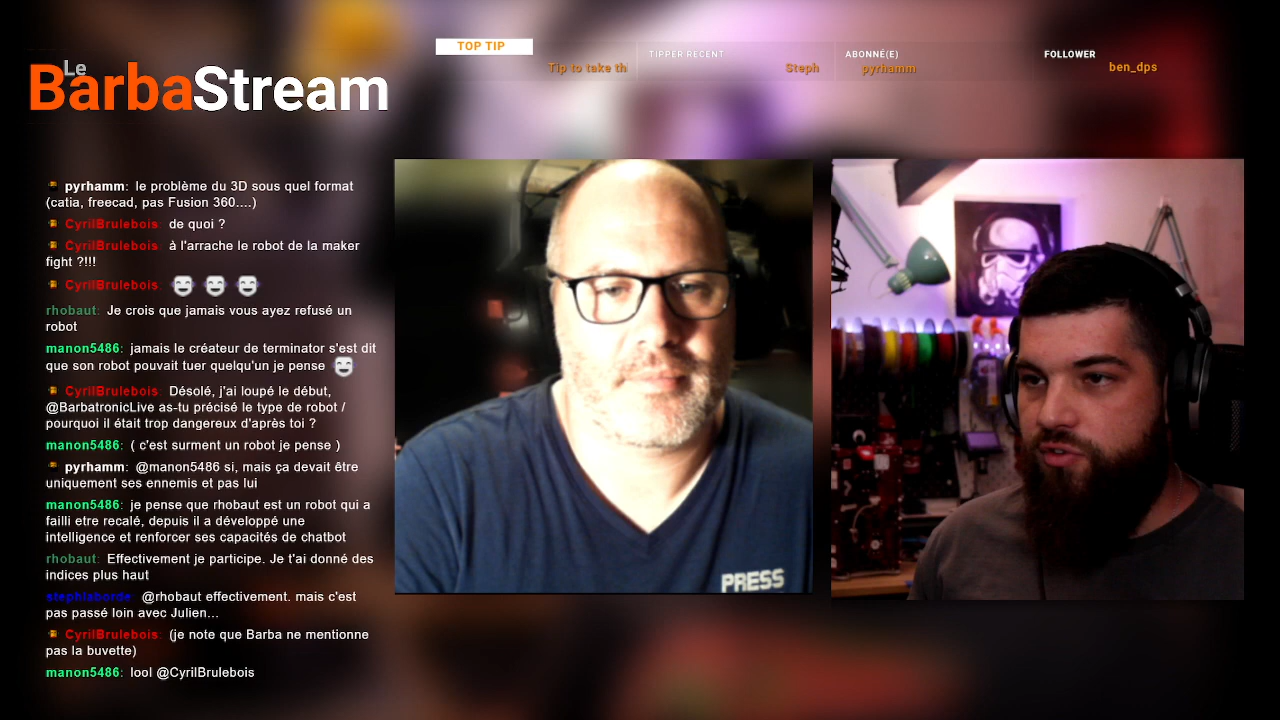 Le
BarbaStream
TOP TIP
Tip to take th
TIPPER RECENT
Steph
ABONNÉ(E)
pyrhamm
FOLLOWER
ben_dps
pyrhamm: le problème du 3D sous quel format
(catia, freecad, pas Fusion 360....)
CyrilBrulebois: de quoi ?
CyrilBrulebois: à l'arrache le robot de la maker
fight ?!!!
CyrilBrulebois:
rhobaut: Je crois que jamais vous ayez refusé un
robot
manon5486: jamais le créateur de terminator s'est dit
que son robot pouvait tuer quelqu'un je pense
CyrilBrulebois: Désolé, j'ai loupé le début,
@BarbatronicLive as-tu précisé le type de robot /
pourquoi il était trop dangereux d'après toi ?
manon5486: ( c'est surment un robot je pense )
pyrhamm: @manon5486 si, mais ça devait être
uniquement ses ennemis et pas lui
manon5486: je pense que rhobaut est un robot qui a
failli etre recalé, depuis il a développé une
intelligence et renforcer ses capacités de chatbot
rhobaut: Effectivement je participe. Je t'ai donné des
indices plus haut
stephlaborde: @rhobaut effectivement. mais c'est
pas passé loin avec Julien...
CyrilBrulebois: (je note que Barba ne mentionne
pas la buvette)
manon5486: lool @CyrilBrulebois
PRESS